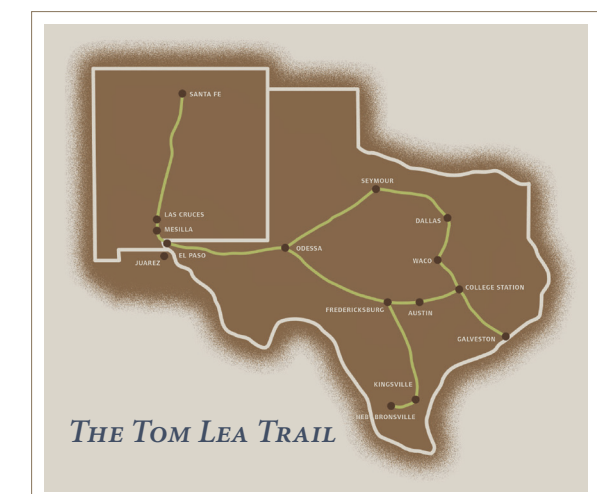 SANTA FE
SEYMOUR
LAS CRUCES
DALLAS
MESILLA
ODESSA
EL PASO
JUAREZ
WACO
COLLEGE STATION
FREDERICKSBURG
AUSTIN
GALVESTON
KINGSVILLE
HEBBRONSVILLE
THE TOM LEA TRAIL